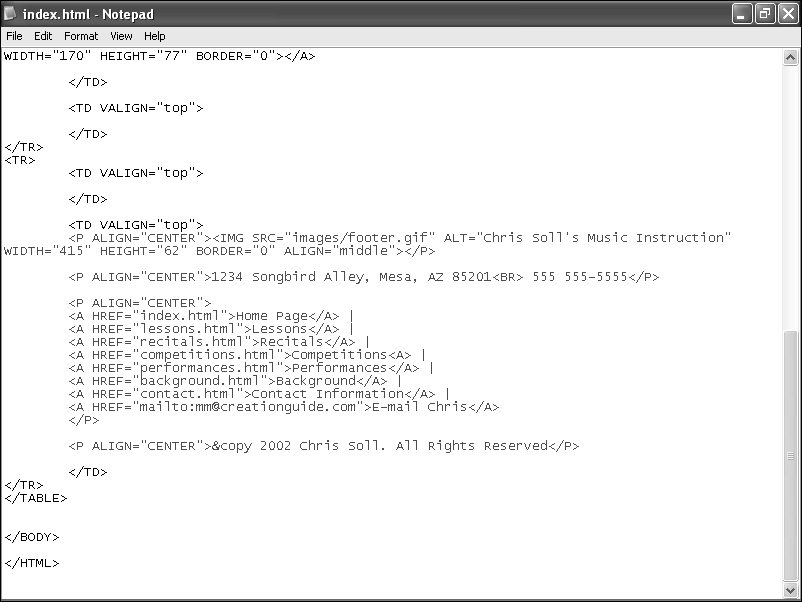 index.html - Notepad
File Edit Format View Help
WIDTH="170" HEIGHT="77" BORDER="0"></A>
</TD>
<TD VALIGN="top">
</TD>
</TR>
<TR>
<TD VALIGN="top">
</TD>
<TD VALIGN="top">
<P ALIGN="CENTER"><IMG SRC="images/footer.gif" ALT="Chris Soll's Music Instruction"
WIDTH="415" HEIGHT="62" BORDER="0" ALIGN="middle"></P>
<P ALIGN="CENTER">1234 Songbird Alley, Mesa, AZ 85201<BR> 555 555-5555</P>
<P ALIGN="CENTER">
<A HREF="index.html">Home Page</A> |
<A HREF="lessons.html">Lessons</A> |
<A HREF="recitals.html">Recitals</A> |
<A HREF="competitions.html">Competitions<A> |
<A HREF="performances.html">Performances</A> |
<A HREF="background.html">Background</A> |
<A HREF="contact.html">Contact Information</A> |
<A HREF="mailto:mm@creationguide.com">E-mail Chris</A>
</P>
<P ALIGN="CENTER">&copy 2002 Chris Soll. All Rights Reserved</P>
</TD>
</TR>
</TABLE>
</BODY>
</HTML>